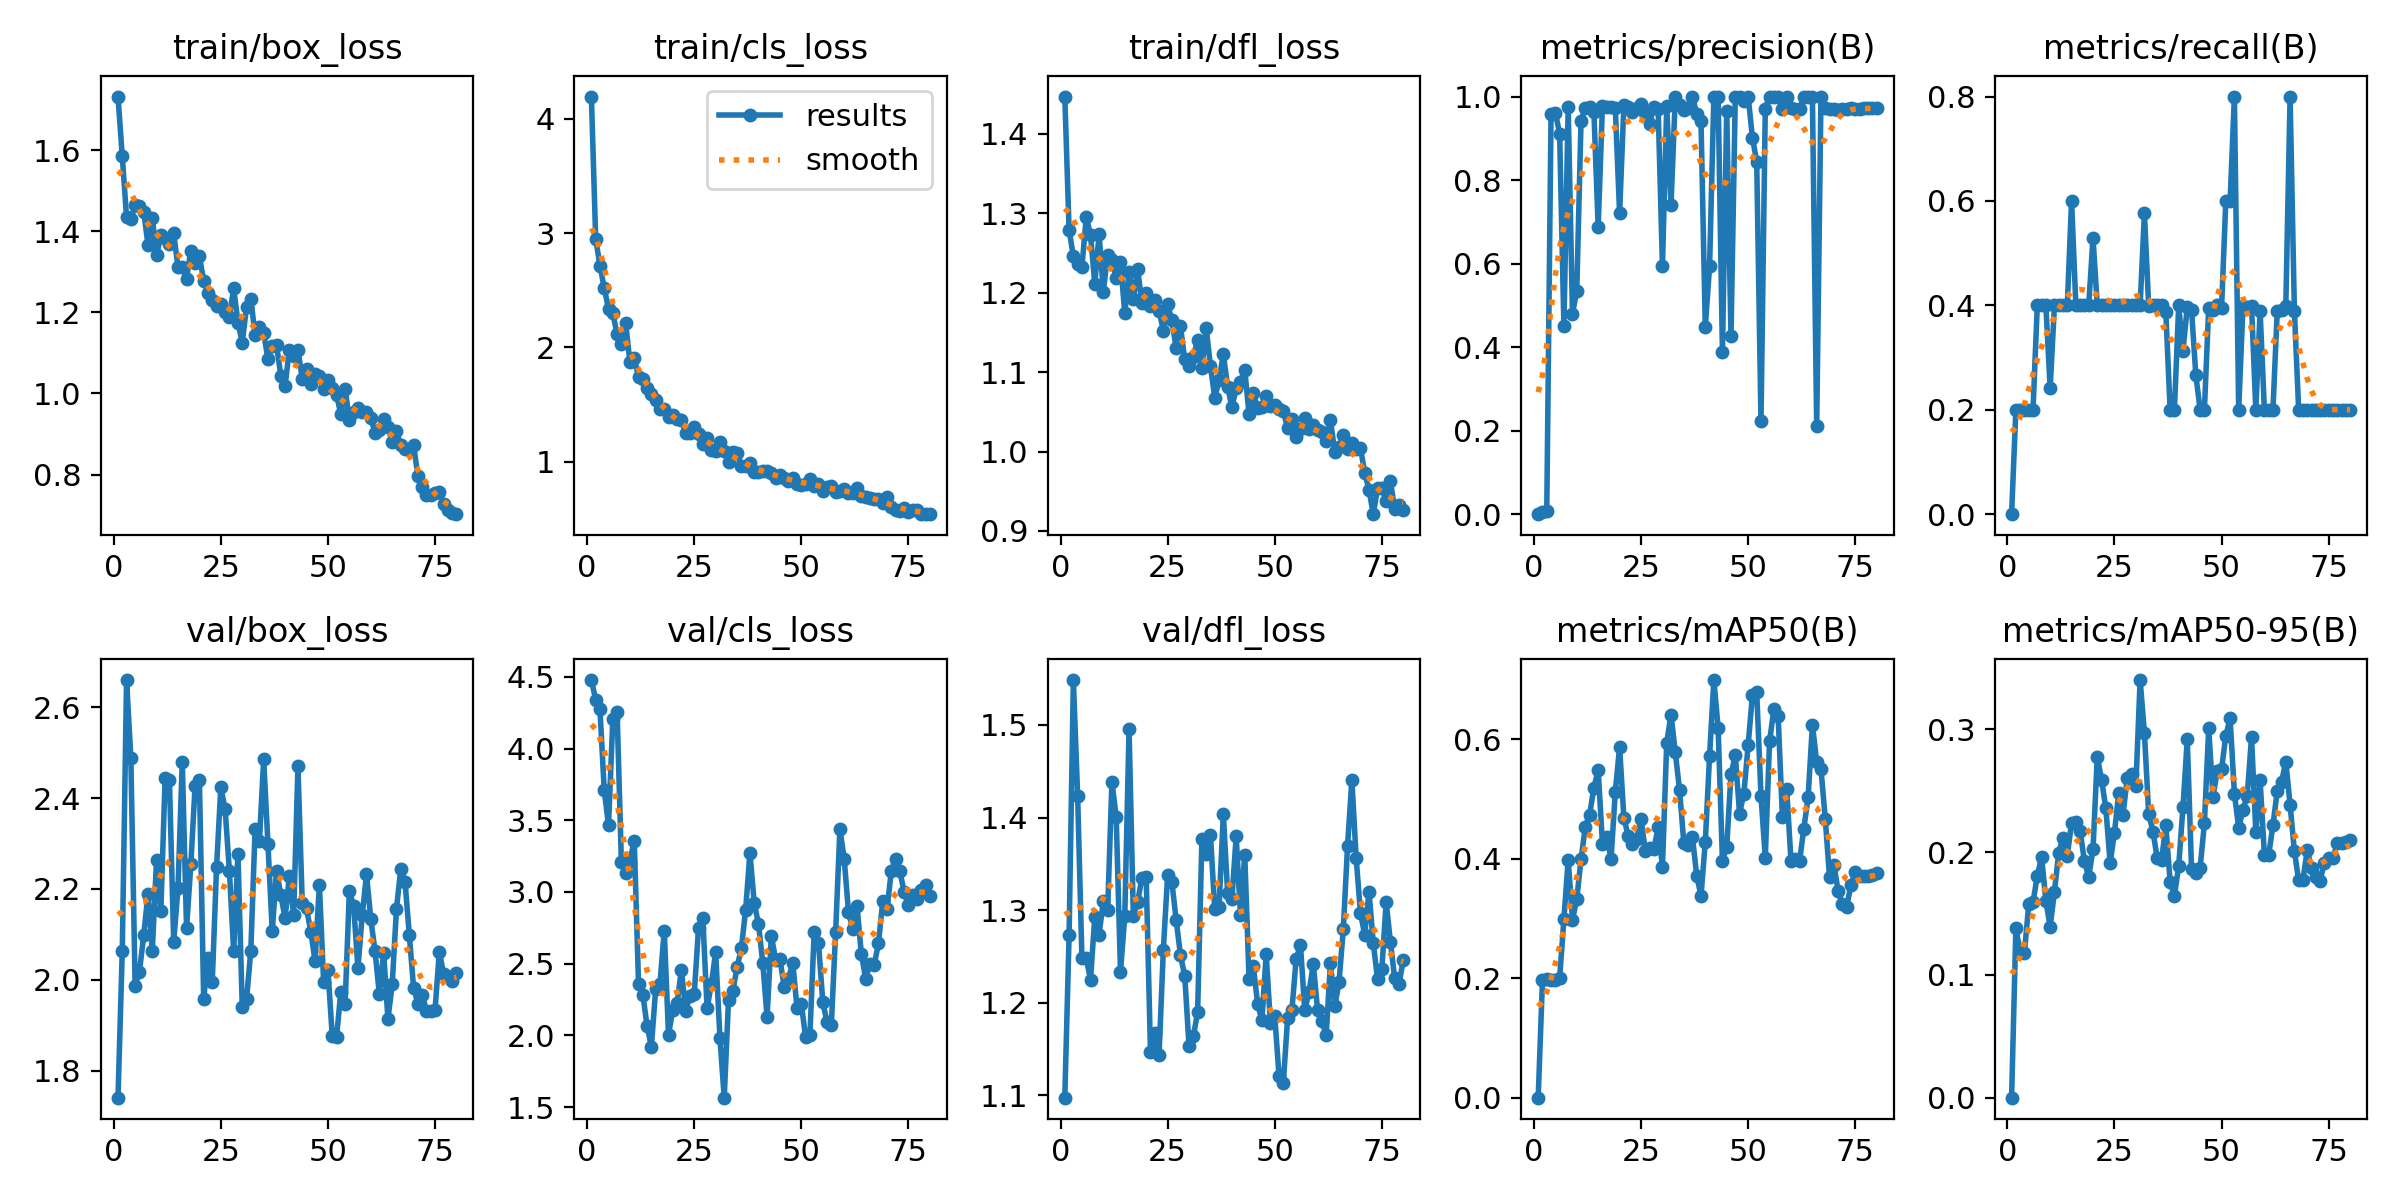 train/box_loss
train/cls_loss
train/dfl_loss
metrics/precision(B)
metrics/recall(B)
results
smooth
1.6
1.4
1.2
1.0
0.8
0 25 50 75
4
3
2
1
0 25 50 75
1.4
1.3
1.2
1.1
1.0
0.9
0 25 50 75
1.0
0.8
0.6
0.4
0.2
0.0
0 25 50 75
0.8
0.6
0.4
0.2
0.0
0 25 50 75
val/box_loss
val/cls_loss
val/dfl_loss
metrics/mAP50(B)
metrics/mAP50-95(B)
2.6
2.4
2.2
2.0
1.8
0 25 50 75
4.5
4.0
3.5
3.0
2.5
2.0
1.5
0 25 50 75
1.5
1.4
1.3
1.2
1.1
0 25 50 75
0.6
0.4
0.2
0.0
0 25 50 75
0.3
0.2
0.1
0.0
0 25 50 75